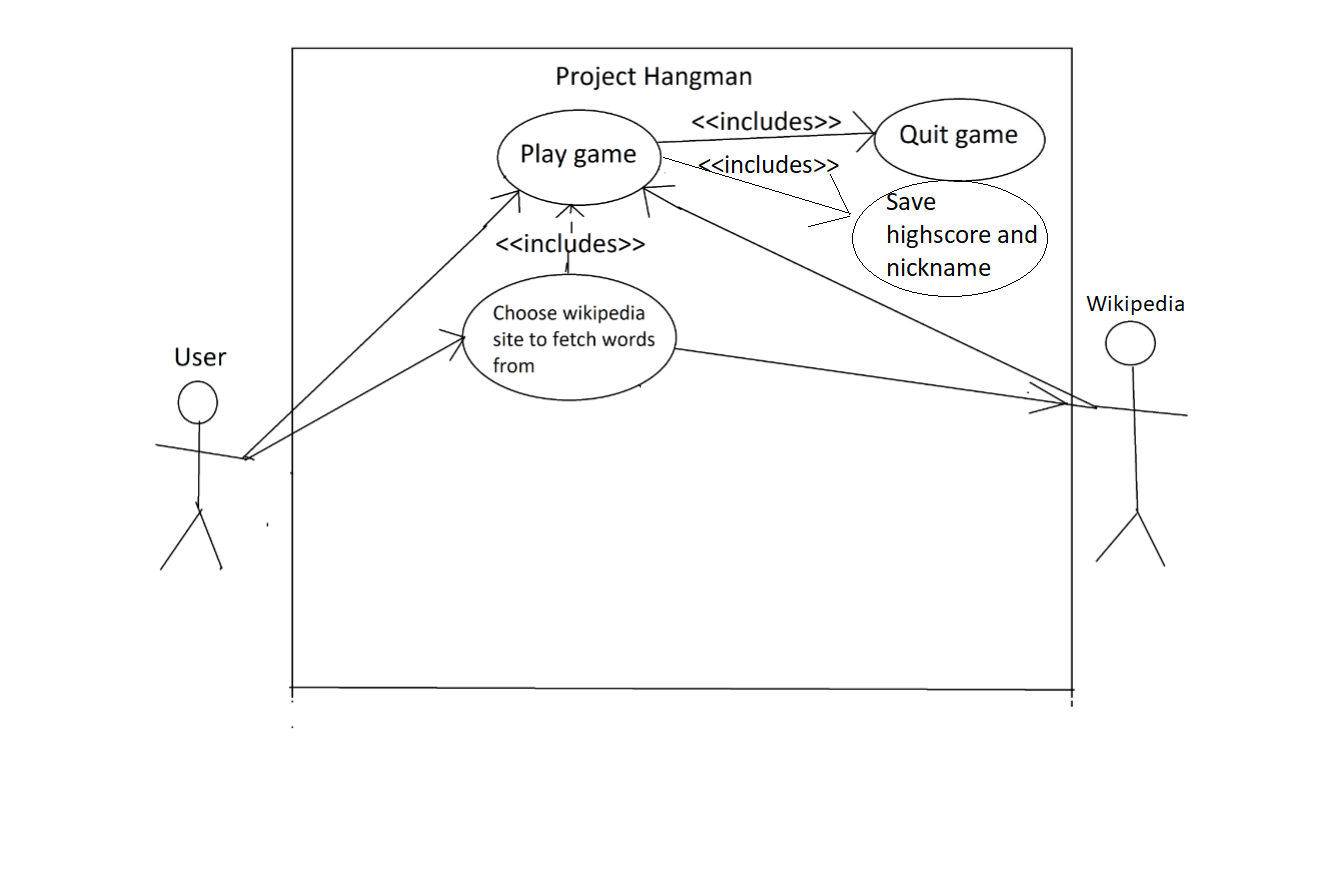 Project Hangman
<<includes>>
Quit game
Play game
<<includes>>
Save
highscore and
nickname
<<includes>>
Choose wikipedia
site to fetch words
from
Wikipedia
User